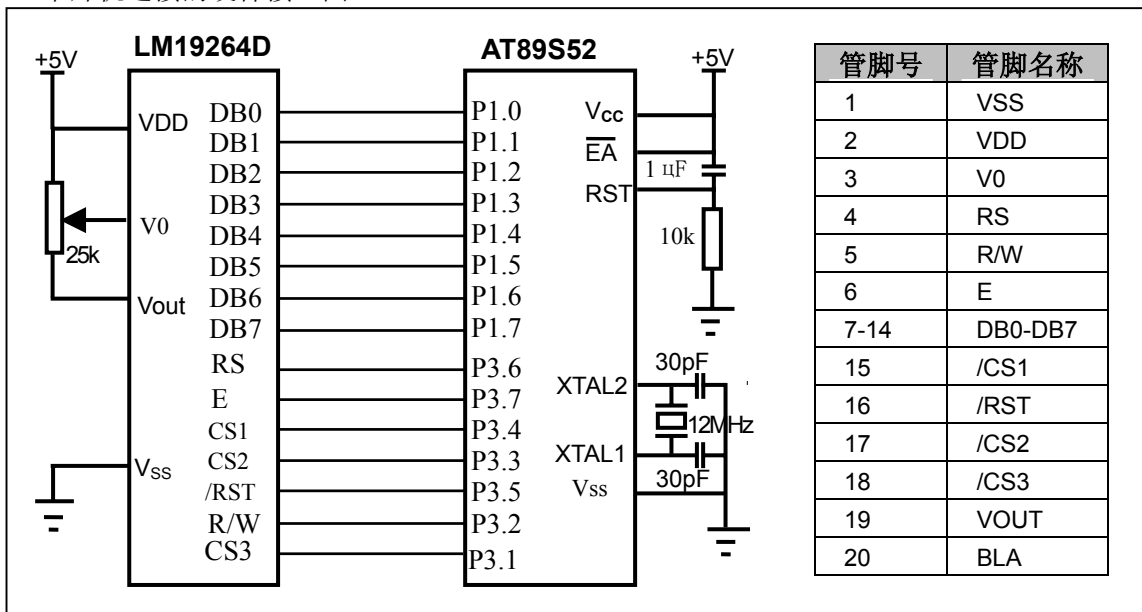 LM19264D
AT89S52
+5V
+5V
VDD
V0
25k
Vout
VSS
DB0
DB1
DB2
DB3
DB4
DB5
DB6
DB7
RS
E
CS1
CS2
/RST
R/W
CS3
P1.0
P1.1
P1.2
P1.3
P1.4
P1.5
P1.6
P1.7
P3.6
P3.7
P3.4
P3.3
P3.5
P3.2
P3.1
Vcc
EA
RST
XTAL2
XTAL1
Vss
1 цF
10k
30pF
12MHz
30pF
管脚号 管脚名称
1 VSS
2 VDD
3 V0
4 RS
5 R/W
6 E
7-14 DB0-DB7
15 /CS1
16 /RST
17 /CS2
18 /CS3
19 VOUT
20 BLA